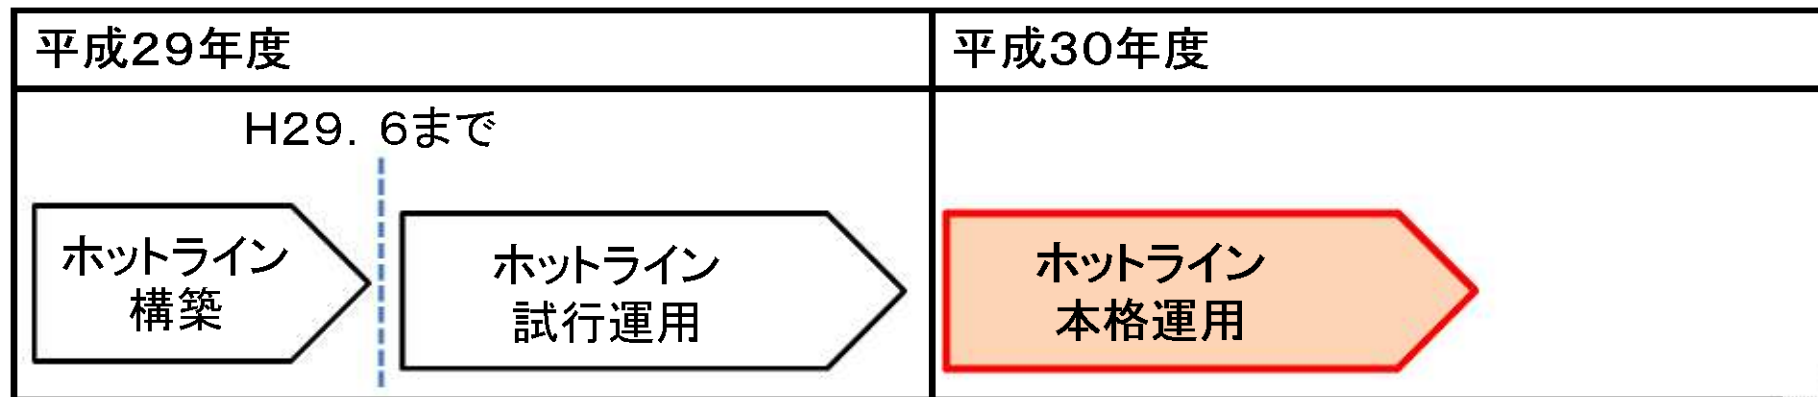 平成29年度
平成30年度
H29．6まで
ホットライン
構築
ホットライン
試行運用
ホットライン
本格運用